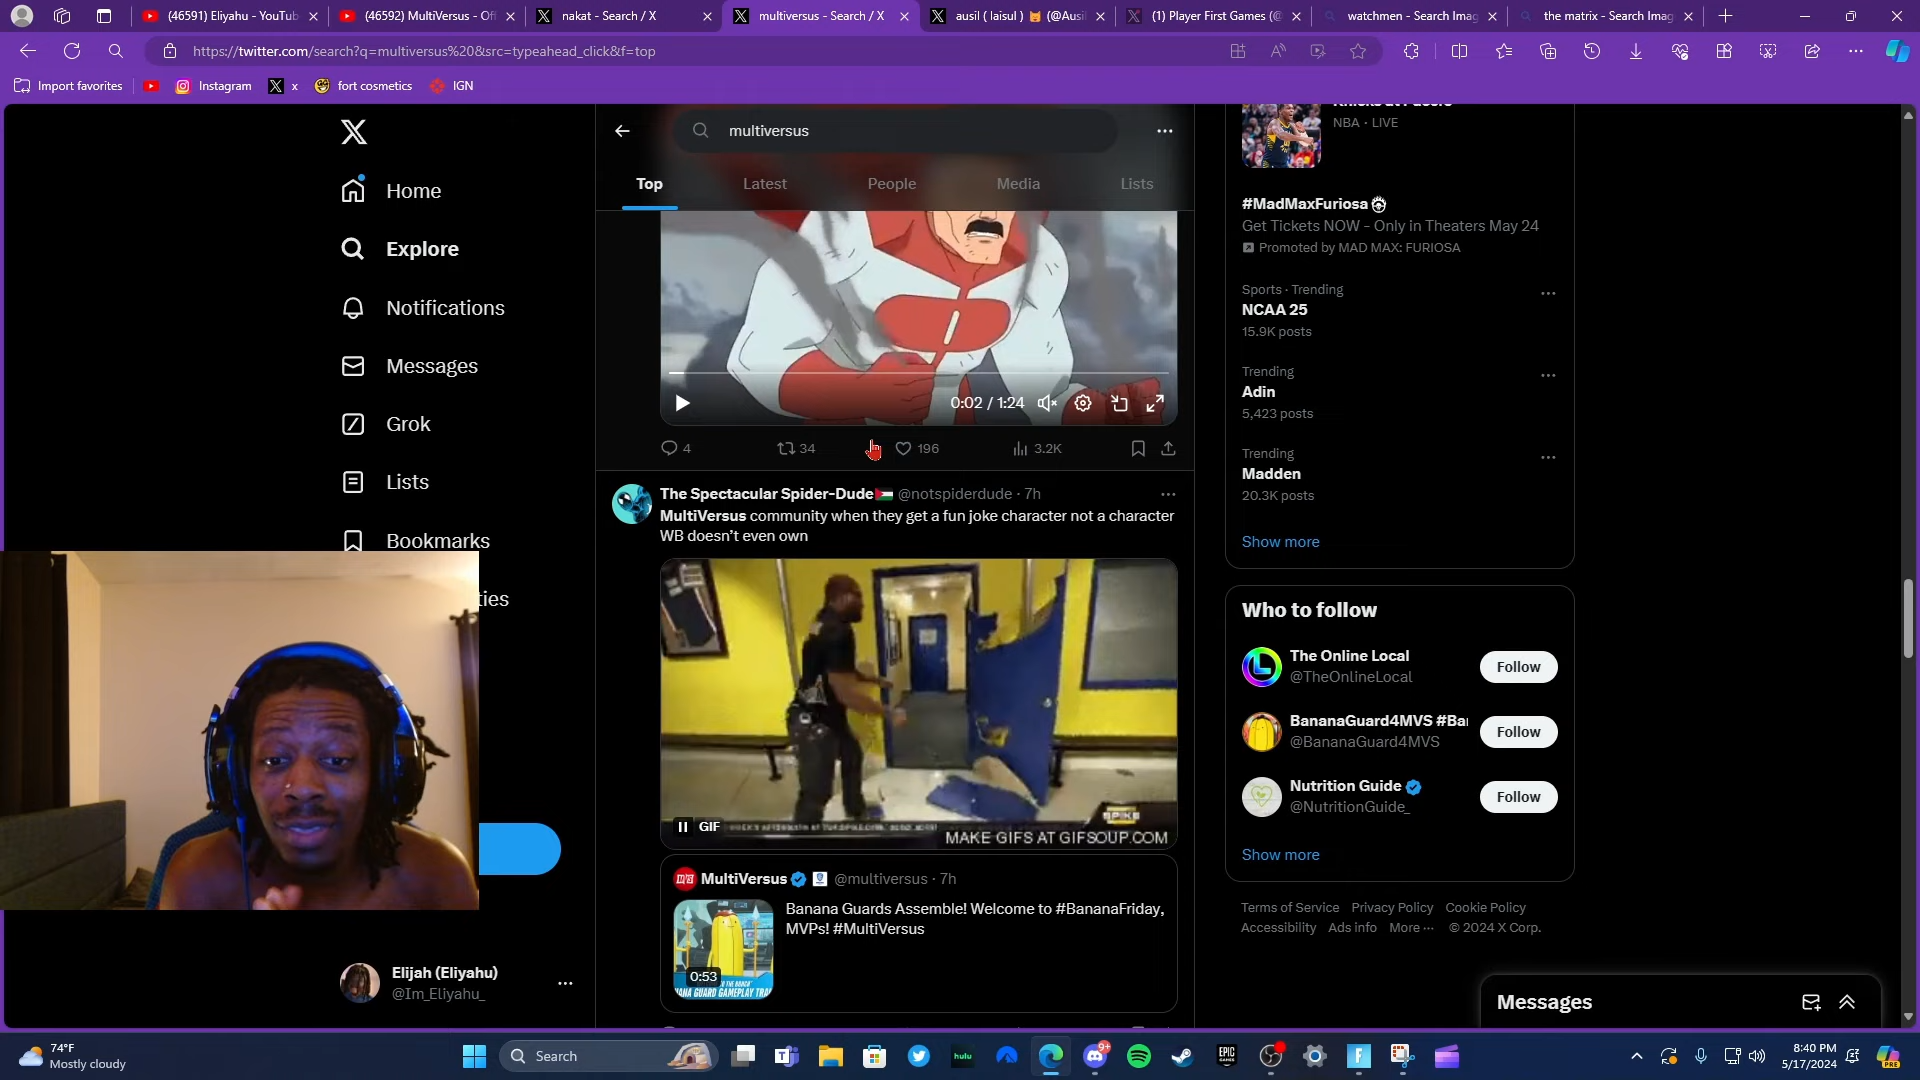 (46591) Eliyahu - YouTub
(46592) MultiVersus - Of
nakat - Search / X
multiversus - Search / X
ausil ( laisul ) 🐱 (@Ausi
(1) Player First Games (@
watchmen - Search Imag
the matrix - Search Imag
https://twitter.com/search?q=multiversus%20&src=typeahead_click&f=top
Import favorites
Instagram
x
fort cosmetics
IGN
Home
Explore
Notifications
Messages
Grok
Lists
Bookmarks
ties
Elijah (Eliyahu)
@Im_Eliyahu_
multiversus
Top Latest People Media Lists
0:02 / 1:24
4 34 196 3.2K
The Spectacular Spider-Dude🇵🇸 @notspiderdude · 7h
MultiVersus community when they get a fun joke character not a character
WB doesn't even own
GIF
SPIKE
MAKE GIFS AT GIFSOUP.COM
MultiVersus @multiversus · 7h
Banana Guards Assemble! Welcome to #BananaFriday,
MVPs! #MultiVersus
0:53
NBA · LIVE
#MadMaxFuriosa
Get Tickets NOW - Only in Theaters May 24
Promoted by MAD MAX: FURIOSA
Sports · Trending
NCAA 25
15.9K posts
Trending
Adin
5,423 posts
Trending
Madden
20.3K posts
Show more
Who to follow
The Online Local
@TheOnlineLocal
Follow
BananaGuard4MVS #Ba
@BananaGuard4MVS
Follow
Nutrition Guide
@NutritionGuide_
Follow
Show more
Terms of Service Privacy Policy Cookie Policy
Accessibility Ads info More ··· © 2024 X Corp.
Messages
74°F
Mostly cloudy
Search
hulu
EPIC
GAMES
9+
PRE
8:40 PM
5/17/2024